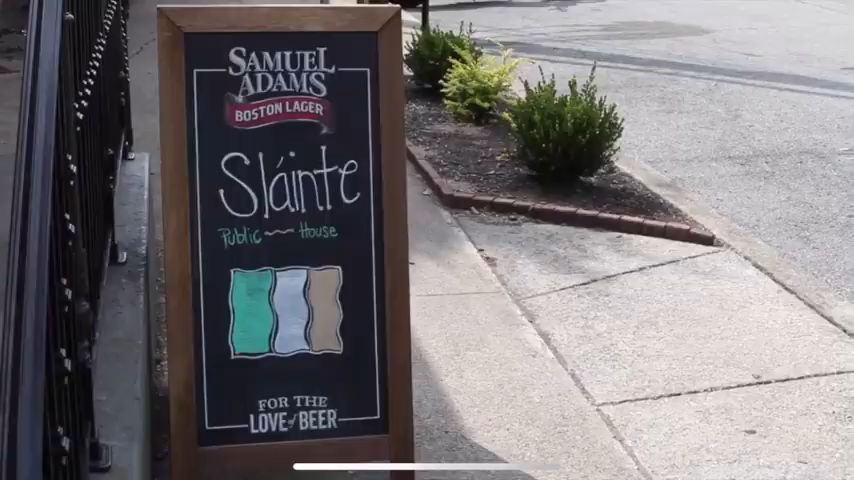 SAMUEL
ADAMS
BOSTON LAGER
Sláinte
Public ~ House
FOR THE
LOVE of BEER